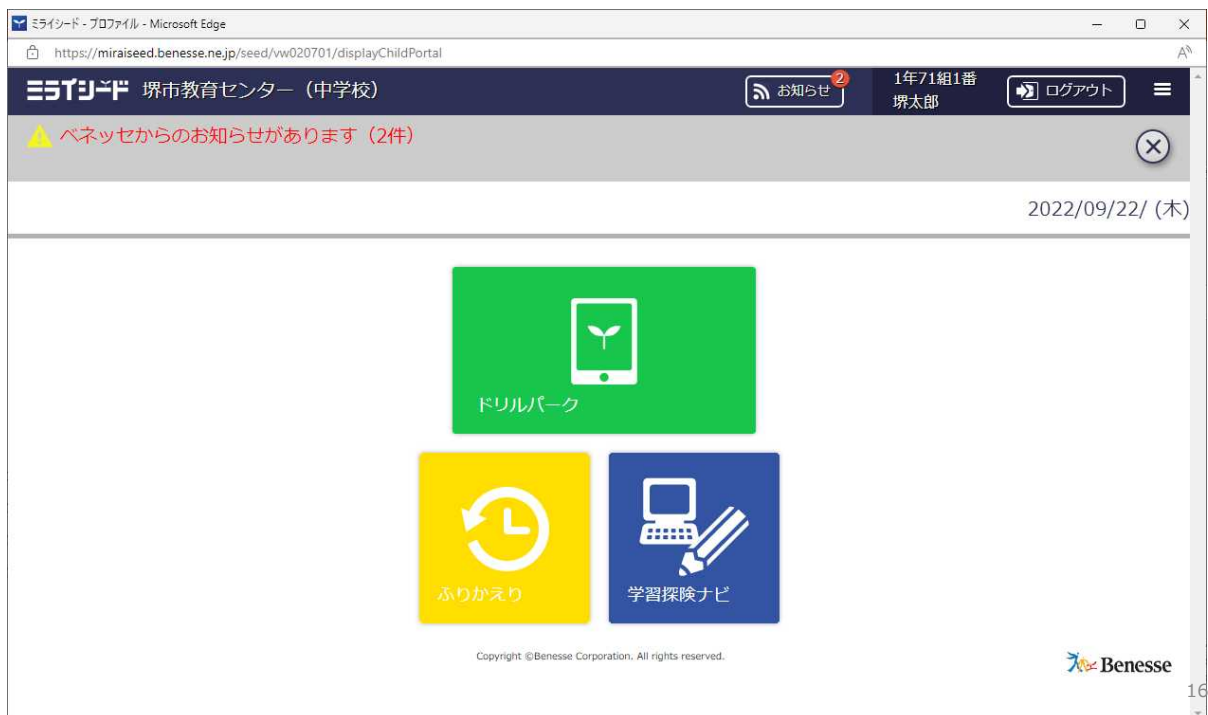 ミライシード - プロファイル - Microsoft Edge
https://miraiseed.benesse.ne.jp/seed/vw020701/displayChildPortal
ミライシード 堺市教育センター（中学校） お知らせ 2 1年71組1番 ログアウト
堺太郎
ベネッセからのお知らせがあります（2件）
2022/09/22/ (木)
ドリルパーク
ふりかえり 学習探険ナビ
Copyright ©Benesse Corporation. All rights reserved.
Benesse
16